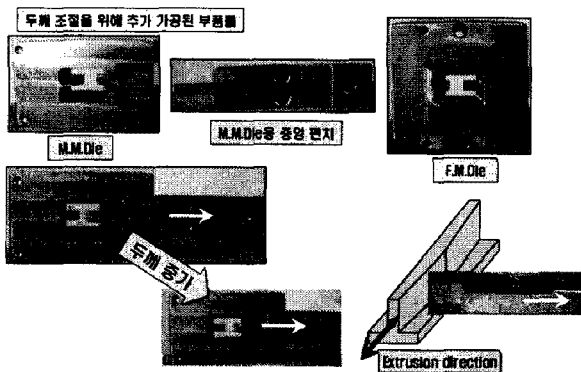 두께 조절을 위해 추가 가공된 부품들
M.M.Die
M.M.Die용 중앙 펀치
F.M.Die
두께 증가
Extrusion direction